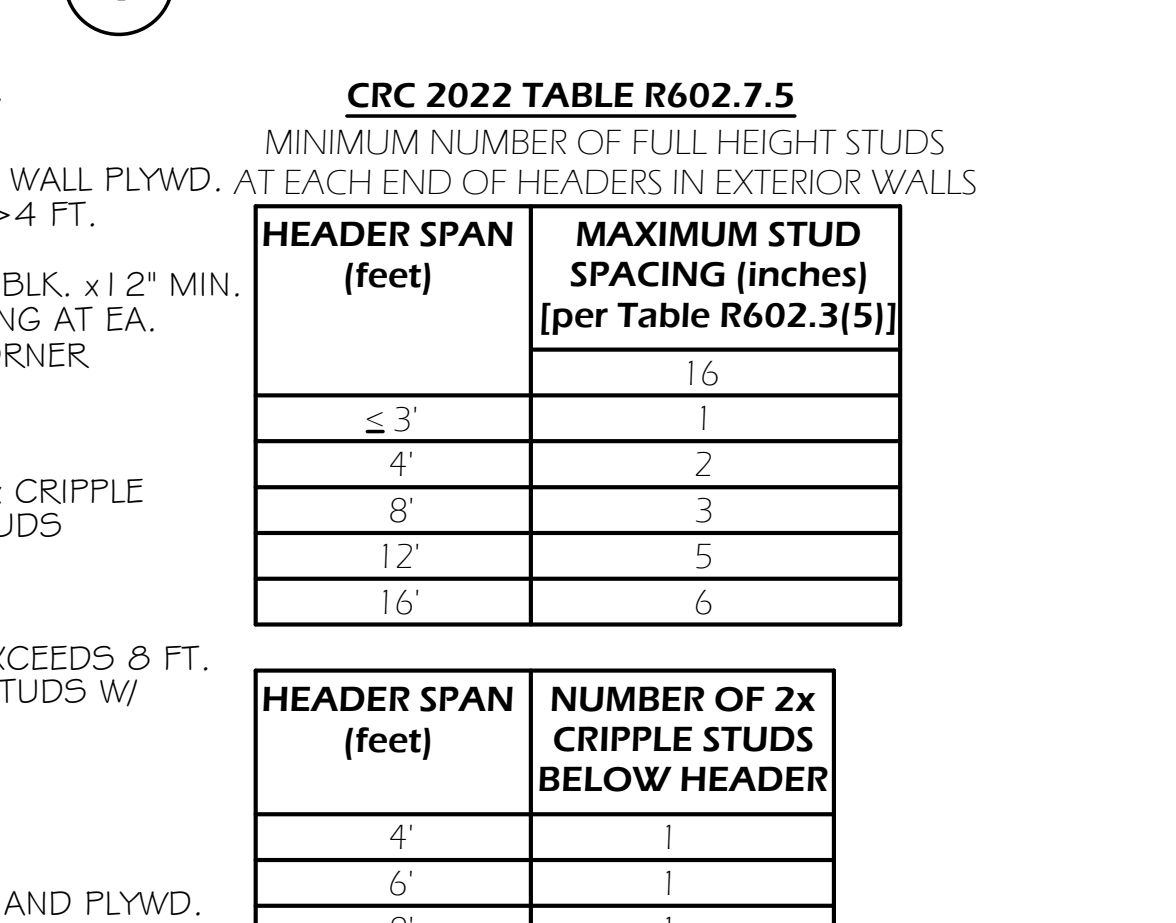 CRC 2022 TABLE R602.7.5
MINIMUM NUMBER OF FULL HEIGHT STUDS
AT EACH END OF HEADERS IN EXTERIOR WALLS
WALL PLYWD.
>4 FT.
BLK. x12" MIN.
NG AT EA.
ORNER
CRIPPLE
UDS
XCEEDS 8 FT.
TUDS W/
AND PLYWD.
HEADER SPAN
(feet)
MAXIMUM STUD
SPACING (inches)
[per Table R602.3(5)]
16
≤ 3' 1
4' 2
8' 3
12' 5
16' 6
HEADER SPAN
(feet)
NUMBER OF 2x
CRIPPLE STUDS
BELOW HEADER
4' 1
6' 1